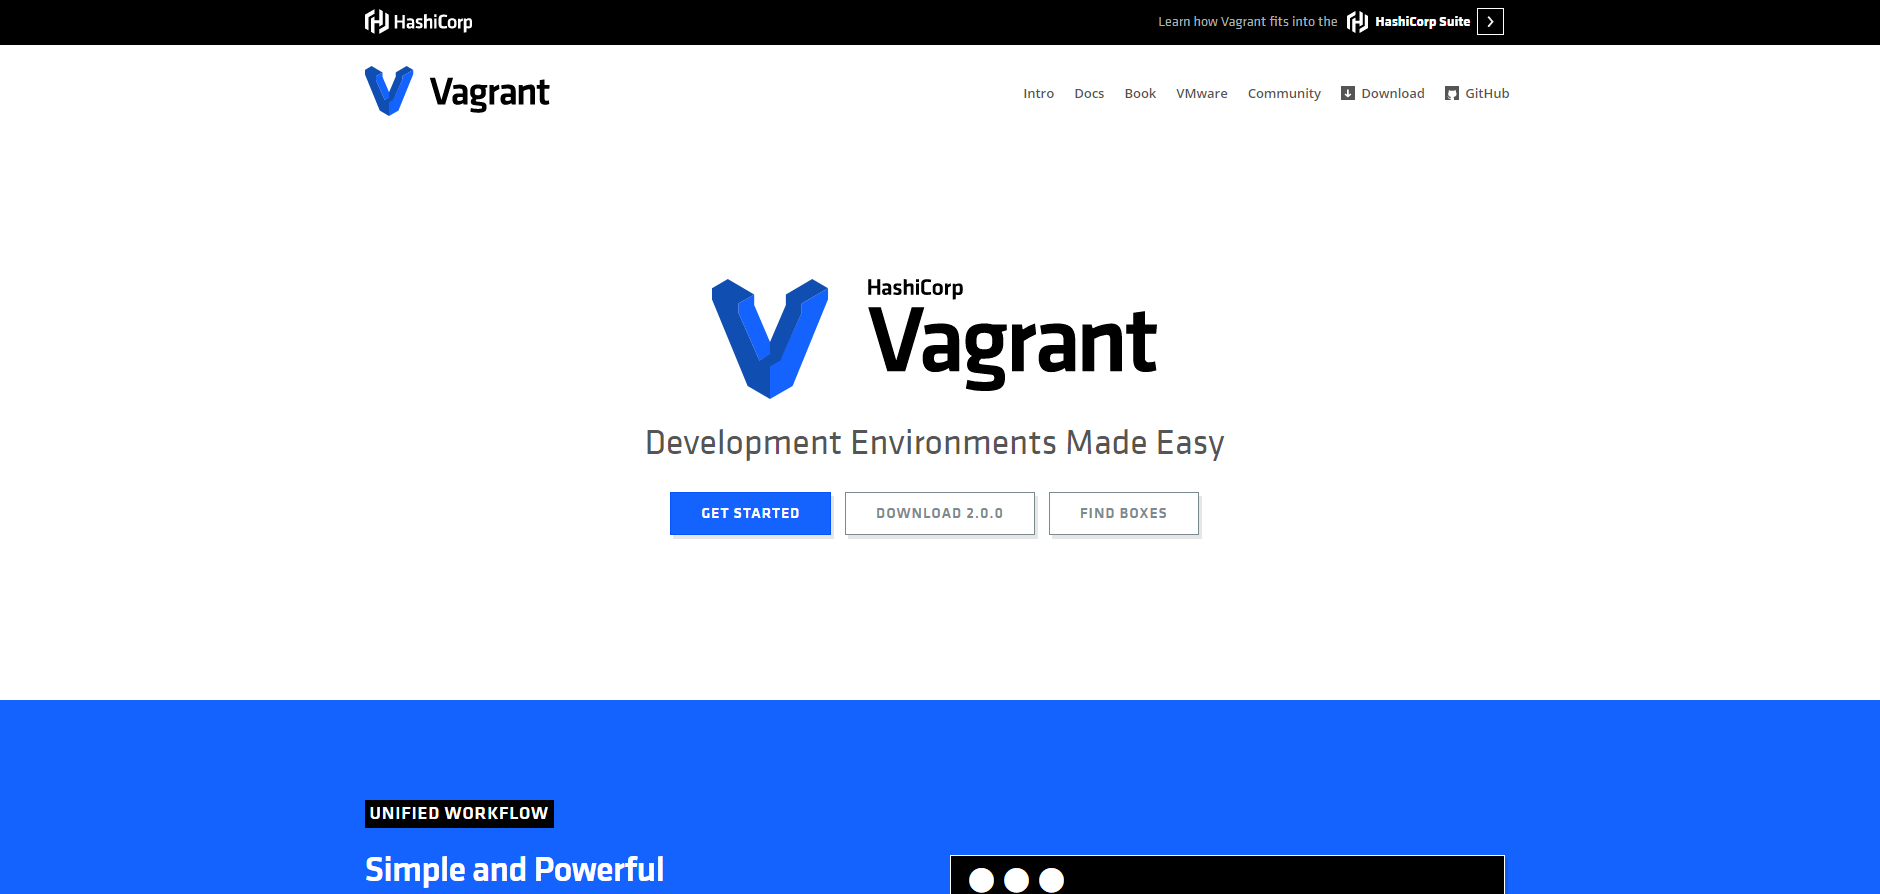 HashiCorp
Learn how Vagrant fits into the HashiCorp Suite
Vagrant
Intro Docs Book VMware Community Download GitHub
HashiCorp
Vagrant
Development Environments Made Easy
GET STARTED DOWNLOAD 2.0.0 FIND BOXES
UNIFIED WORKFLOW
Simple and Powerful